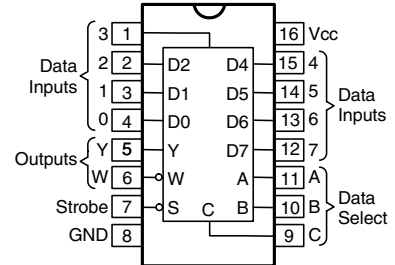 3 1 16 Vcc
2 2 D2 D4 15 4
Data Inputs
1 3 D1 D5 14 5
Data Inputs
0 4 D0 D6 13 6
Y 5 Y D7 12 7
Outputs
W 6 W A 11 A
Strobe 7 S C B 10 B
Data Select
GND 8 9 C